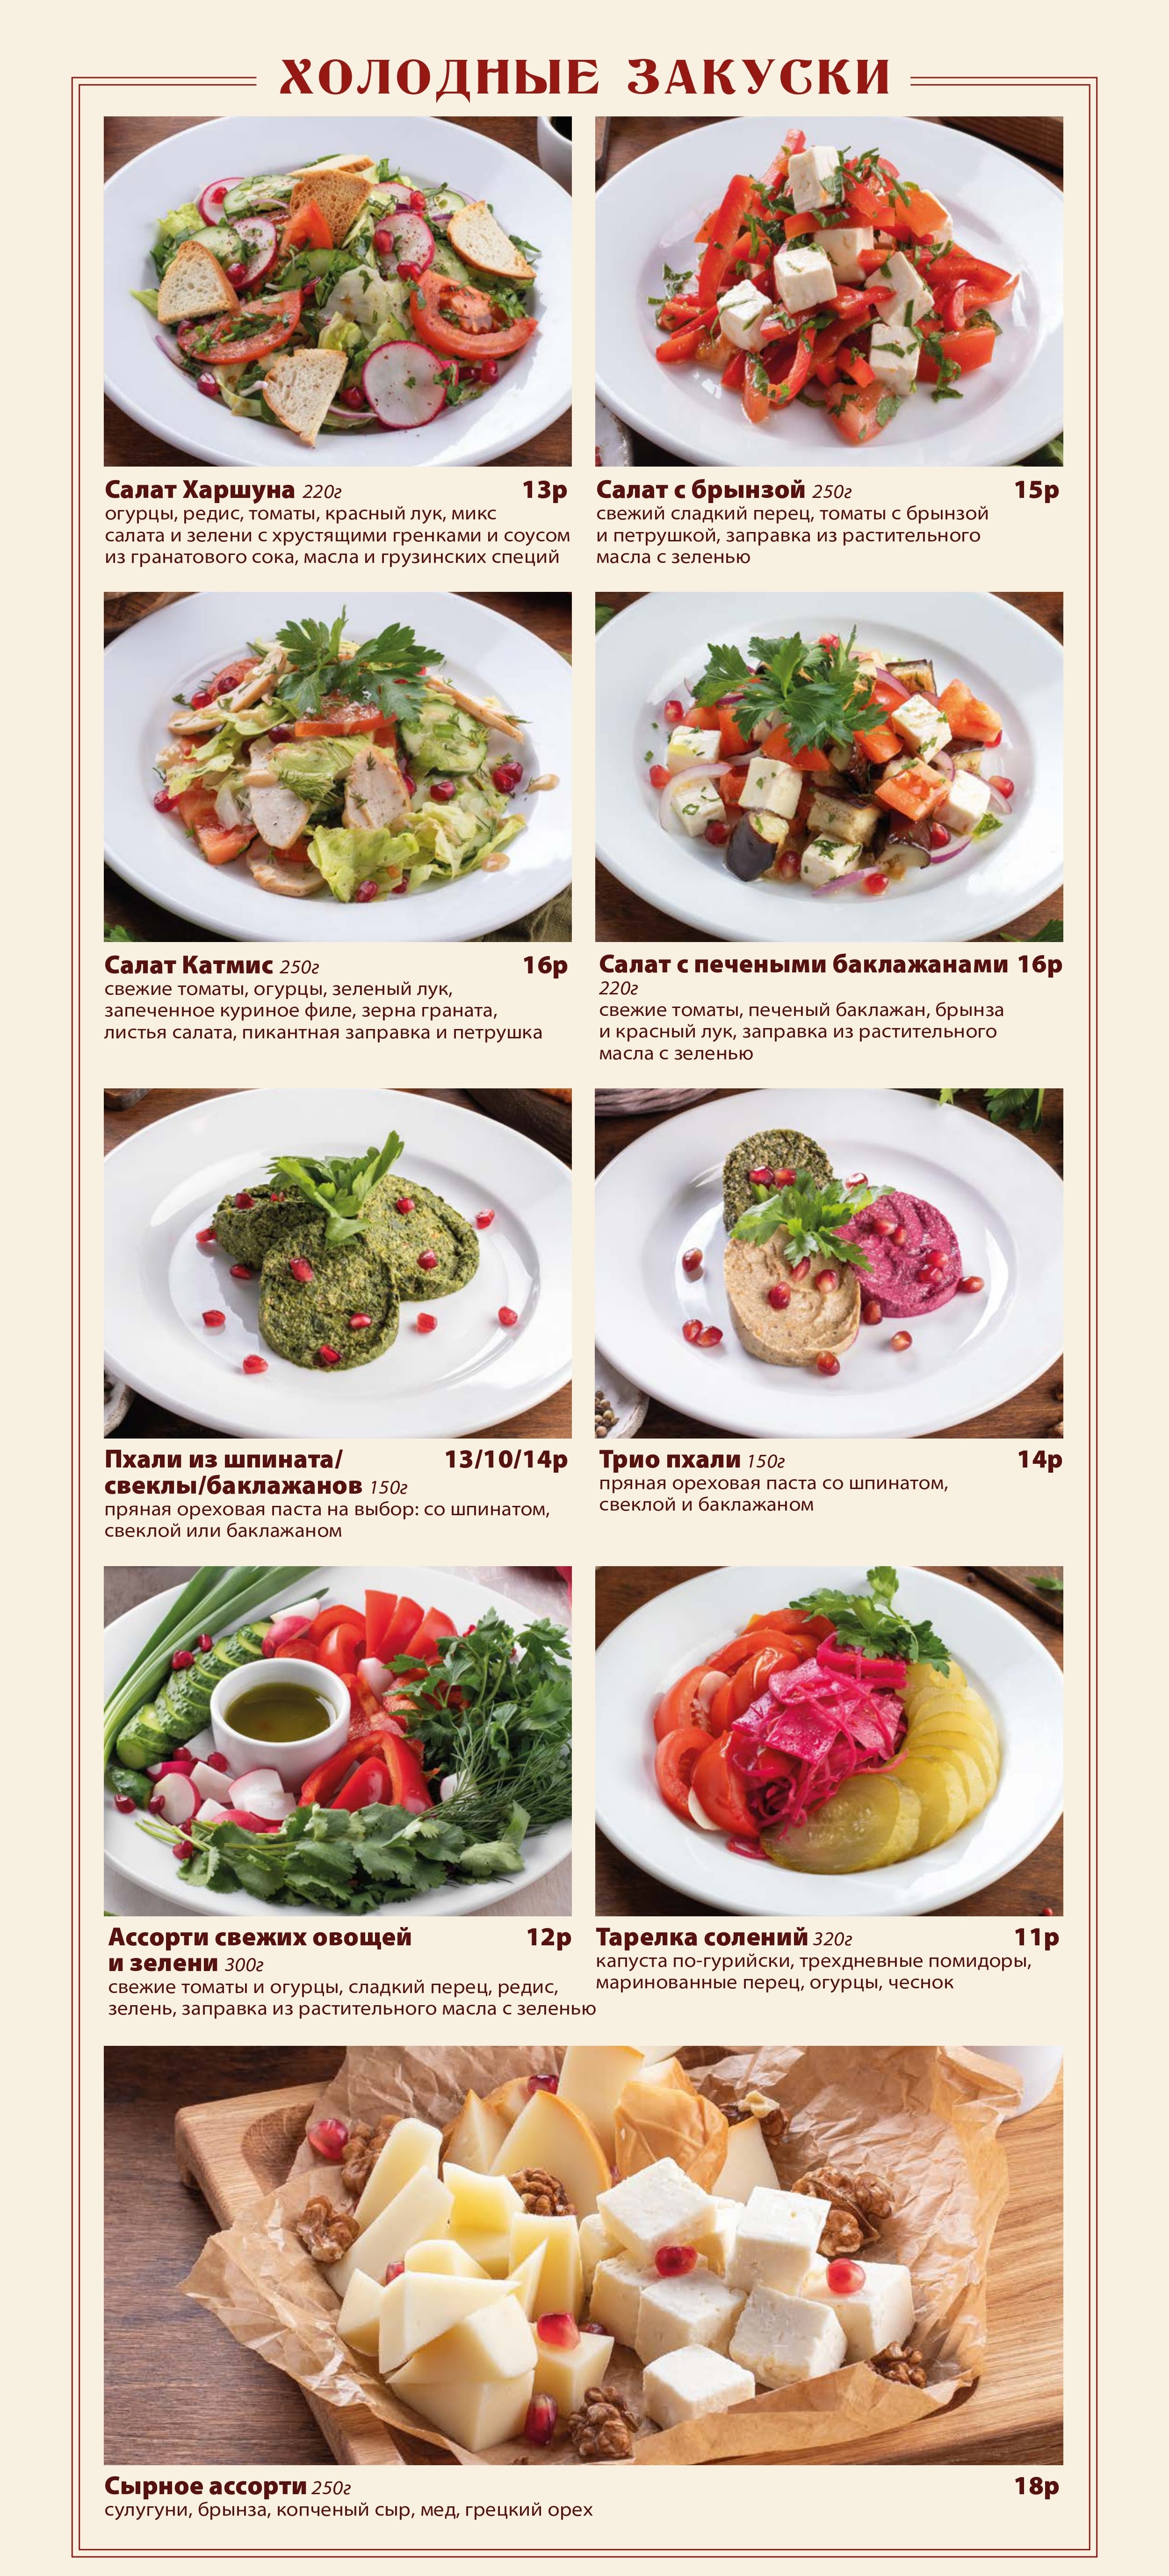 ХОЛОДНЫЕ ЗАКУСКИ
Салат Харшуна 220г 13р
огурцы, редис, томаты, красный лук, микс
салата и зелени с хрустящими гренками и соусом
из гранатового сока, масла и грузинских специй
Салат с брынзой 250г 15р
свежий сладкий перец, томаты с брынзой
и петрушкой, заправка из растительного
масла с зеленью
Салат Катмис 250г 16р
свежие томаты, огурцы, зеленый лук,
запеченное куриное филе, зерна граната,
листья салата, пикантная заправка и петрушка
Салат с печеными баклажанами 16р
220г
свежие томаты, печеный баклажан, брынза
и красный лук, заправка из растительного
масла с зеленью
Пхали из шпината/ 13/10/14р
свеклы/баклажанов 150г
пряная ореховая паста на выбор: со шпинатом,
свеклой или баклажаном
Трио пхали 150г 14р
пряная ореховая паста со шпинатом,
свеклой и баклажаном
Ассорти свежих овощей 12р
и зелени 300г
свежие томаты и огурцы, сладкий перец, редис,
зелень, заправка из растительного масла с зеленью
Тарелка солений 320г 11р
капуста по-гурийски, трехдневные помидоры,
маринованные перец, огурцы, чеснок
Сырное ассорти 250г 18р
сулугуни, брынза, копченый сыр, мед, грецкий орех